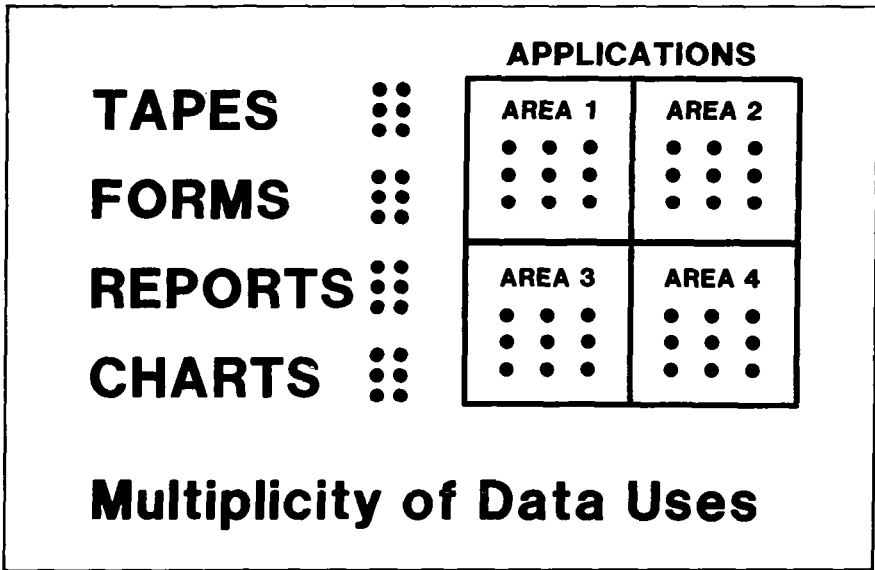 APPLICATIONS
TAPES
FORMS
REPORTS
CHARTS
AREA 1
AREA 2
AREA 3
AREA 4
Multiplicity of Data Uses